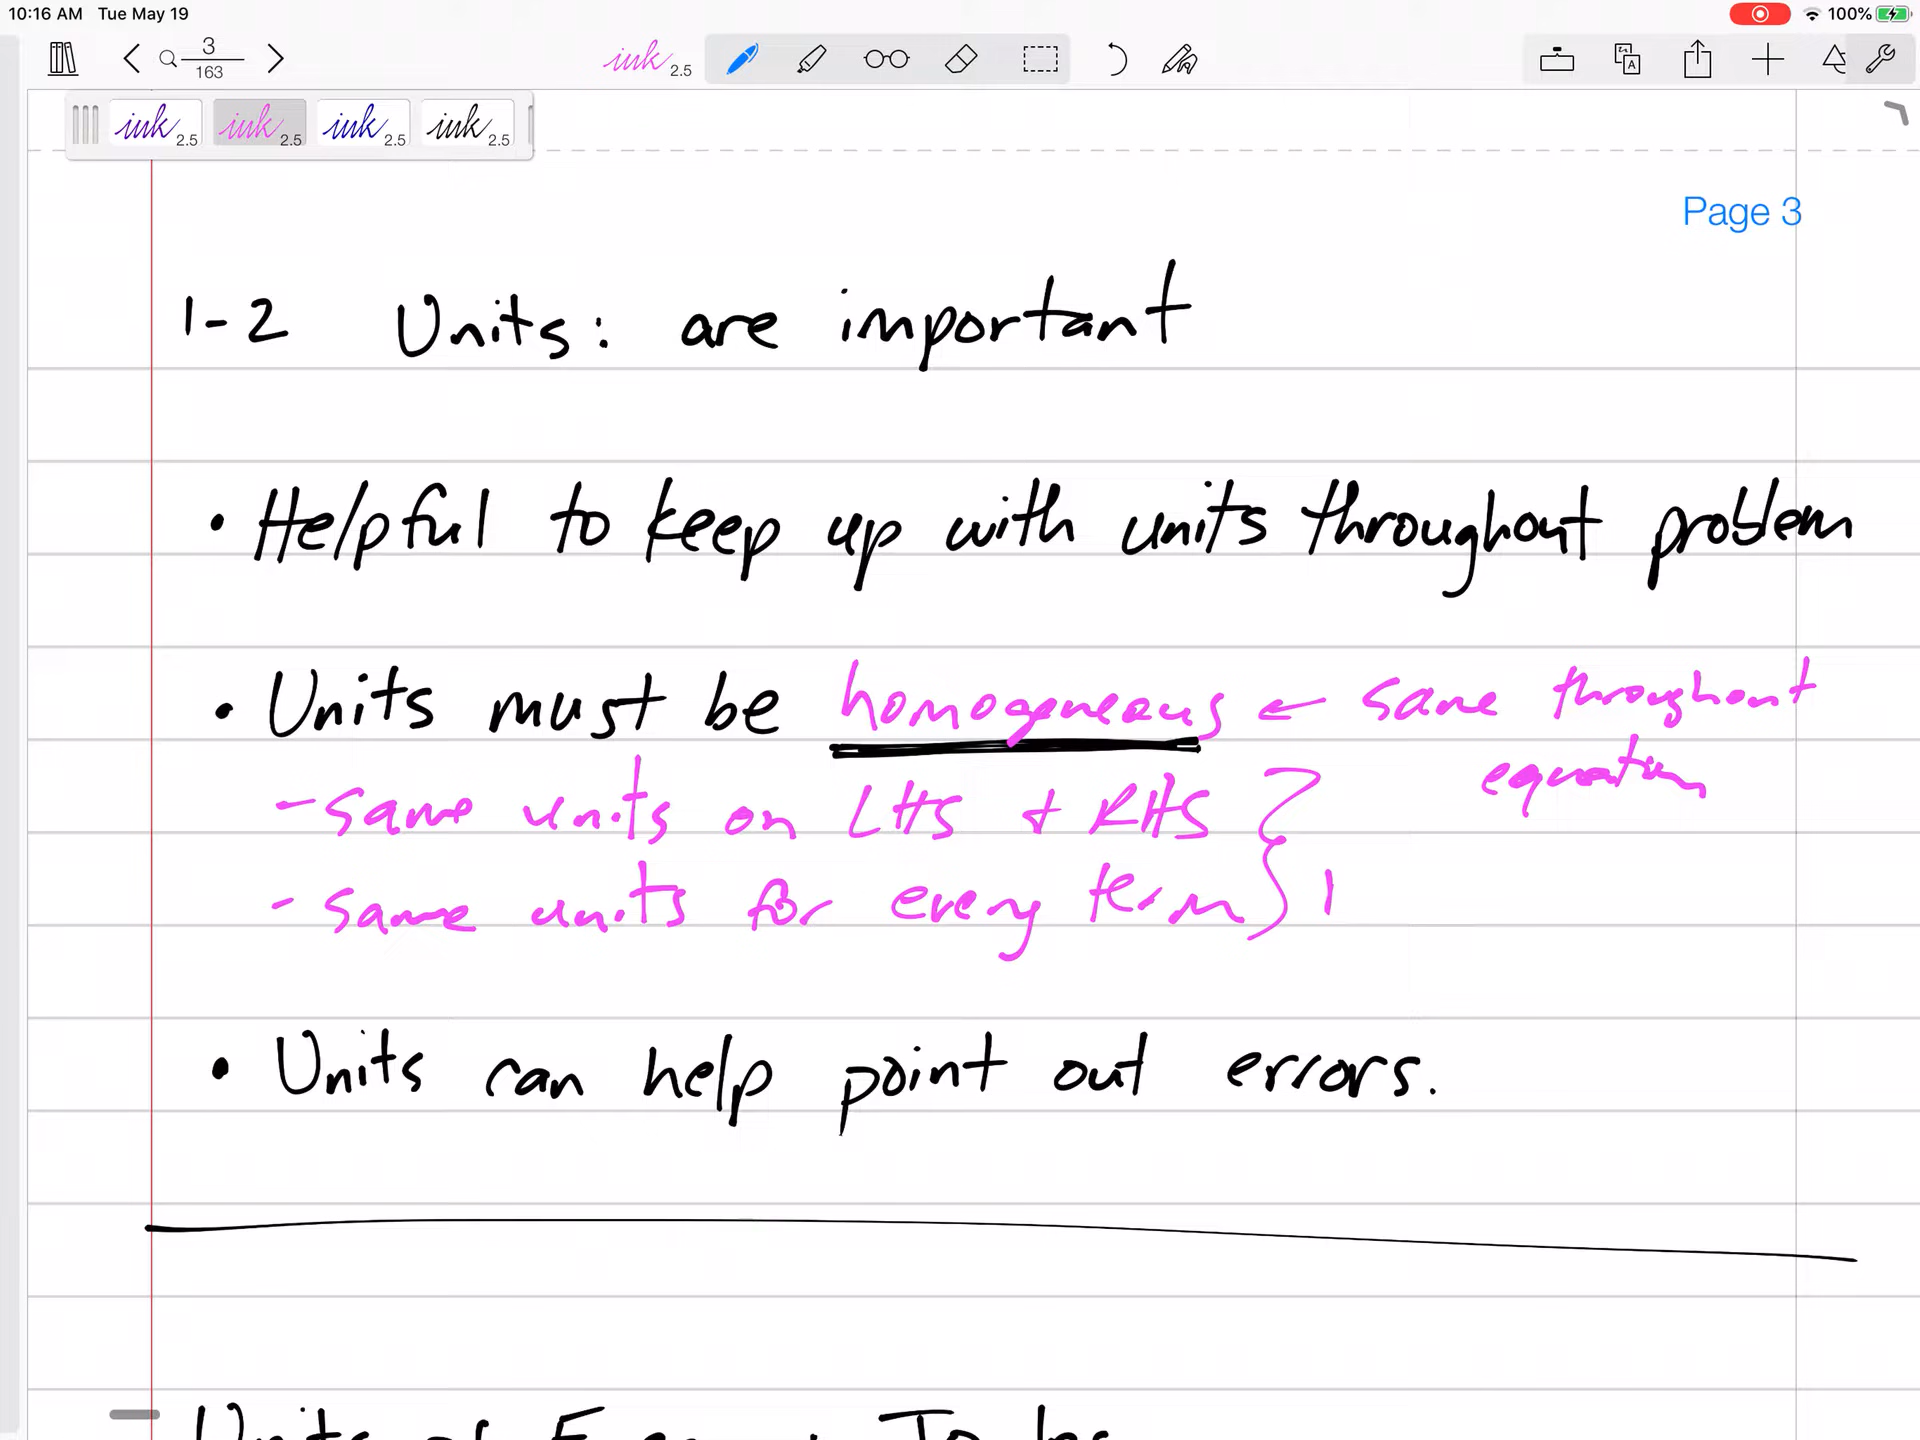 10:16 AM Tue May 19
100%
3
163
ink 2.5
ink 2.5
ink 2.5
ink 2.5
ink 2.5
Page 3
1-2 Units: are important
• Helpful to keep up with units throughout problem
• Units must be homogeneous ← same throughout
equation
- same units on LHS + RHS
- same units for every term
• Units can help point out errors.
Units of